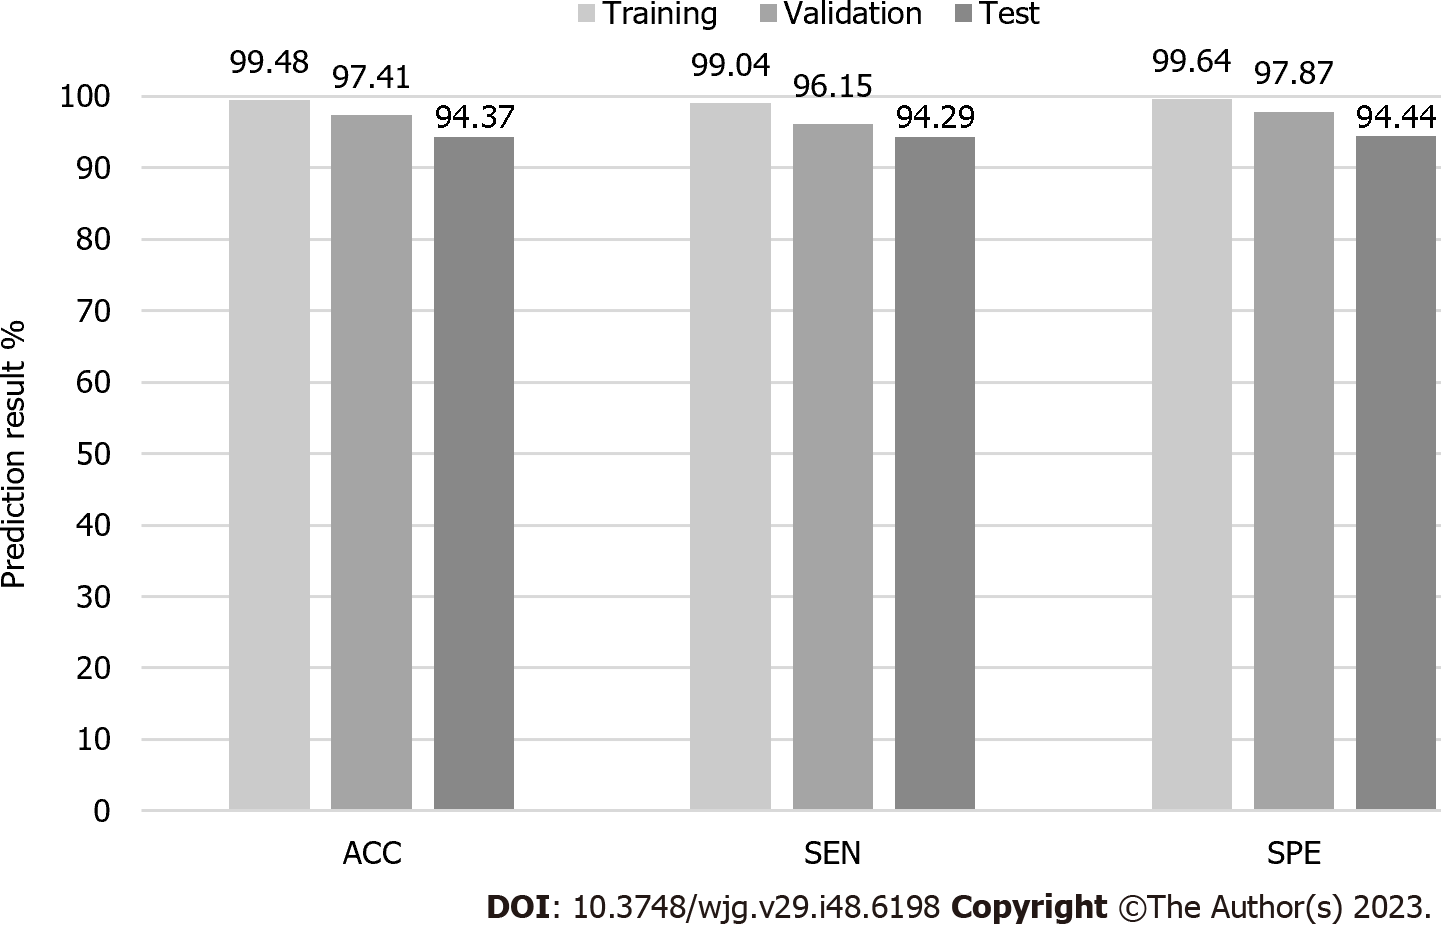 Training Validation Test
99.48 97.41 94.37 99.04 96.15 94.29 99.64 97.87 94.44
100
90
80
70
60
50
40
30
20
10
0
Prediction result %
ACC SEN SPE
DOI: 10.3748/wjg.v29.i48.6198 Copyright ©The Author(s) 2023.